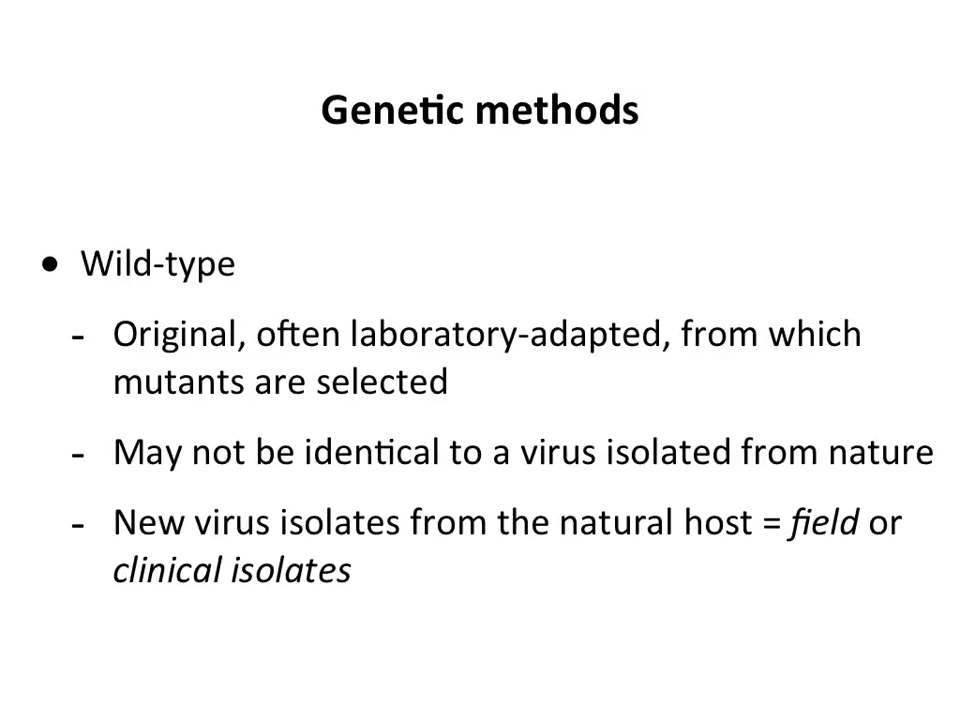 Genetic methods
• Wild-type
- Original, often laboratory-adapted, from which
mutants are selected
- May not be identical to a virus isolated from nature
- New virus isolates from the natural host = field or
clinical isolates